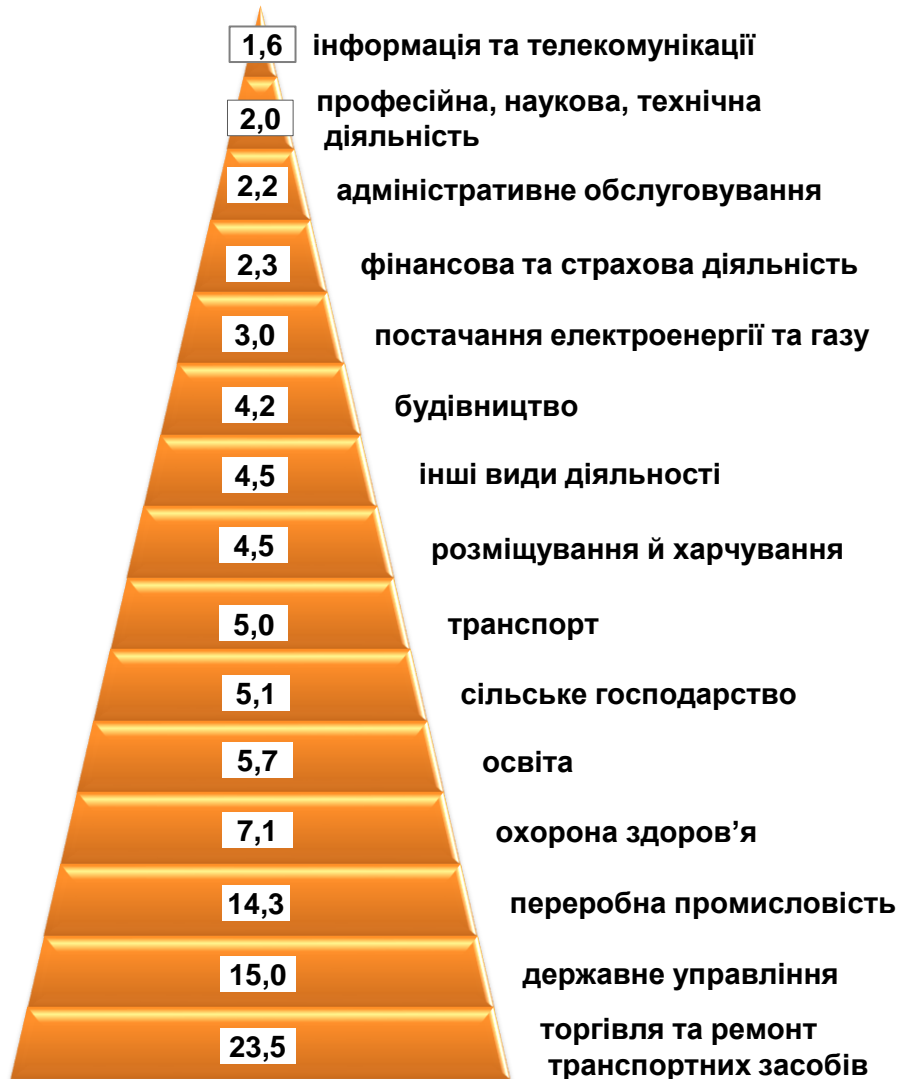 1,6 інформація та телекомунікації
професійна, наукова, технічна
2,0 діяльність
2,2 адміністративне обслуговування
2,3 фінансова та страхова діяльність
3,0 постачання електроенергії та газу
4,2 будівництво
4,5 інші види діяльності
4,5 розміщування й харчування
5,0 транспорт
5,1 сільське господарство
5,7 освіта
7,1 охорона здоров’я
14,3 переробна промисловість
15,0 державне управління
23,5 торгівля та ремонт
транспортних засобів